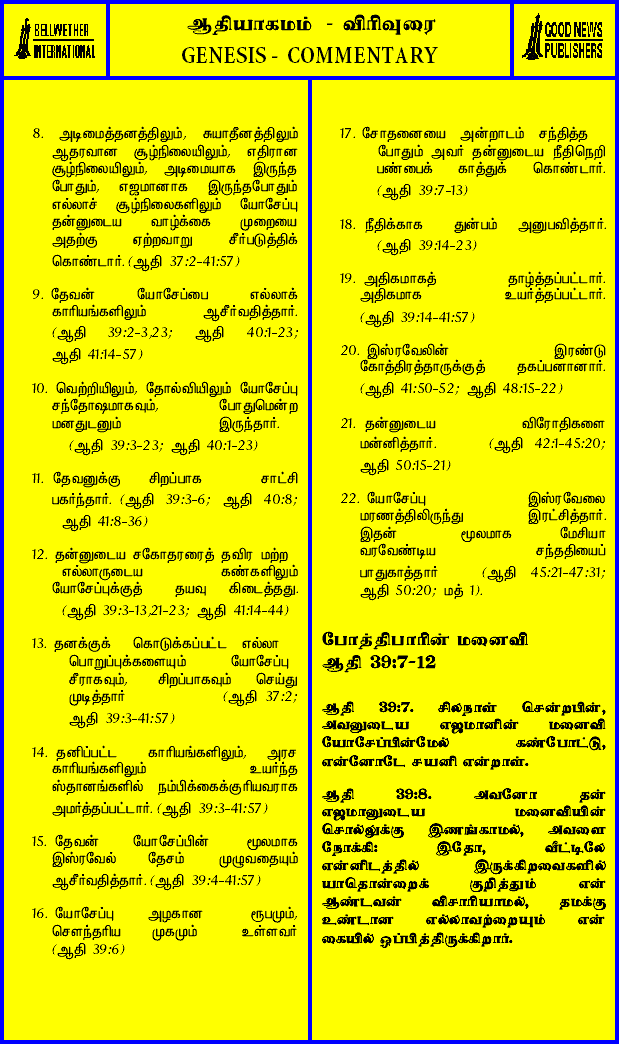 BELLWETHER
INTERNATIONAL
ஆதியாகமம் - விரிவுரை
GENESIS - COMMENTARY
GOOD NEWS
PUBLISHERS
8. அடிமைத்தனத்திலும், சுயாதீனத்திலும்
ஆதரவான சூழ்நிலையிலும், எதிரான
சூழ்நிலையிலும், அடிமையாக இருந்த
போதும், எஜமானாக இருந்தபோதும்
எல்லாச் சூழ்நிலைகளிலும் யோசேப்பு
தன்னுடைய வாழ்க்கை முறையை
அதற்கு ஏற்றவாறு சீர்படுத்திக்
கொண்டார். (ஆதி 37:2-41:57)
9. தேவன் யோசேப்பை எல்லாக்
காரியங்களிலும் ஆசீர்வதித்தார்.
(ஆதி 39:2-3,23; ஆதி 40:1-23;
ஆதி 41:14-57)
10. வெற்றியிலும், தோல்வியிலும் யோசேப்பு
சந்தோஷமாகவும், போதுமென்ற
மனதுடனும் இருந்தார்.
(ஆதி 39:3-23; ஆதி 40:1-23)
11. தேவனுக்கு சிறப்பாக சாட்சி
பகர்ந்தார். (ஆதி 39:3-6; ஆதி 40:8;
ஆதி 41:8-36)
12. தன்னுடைய சகோதரரைத் தவிர மற்ற
எல்லாருடைய கண்களிலும்
யோசேப்புக்குத் தயவு கிடைத்தது.
(ஆதி 39:3-13,21-23; ஆதி 41:14-44)
13. தனக்குக் கொடுக்கப்பட்ட எல்லா
பொறுப்புக்களையும் யோசேப்பு
சீராகவும், சிறப்பாகவும் செய்து
முடித்தார் (ஆதி 37:2;
ஆதி 39:3-41:57)
14. தனிப்பட்ட காரியங்களிலும், அரச
காரியங்களிலும் உயர்ந்த
ஸ்தானங்களில் நம்பிக்கைக்குரியவராக
அமர்த்தப்பட்டார். (ஆதி 39:3-41:57)
15. தேவன் யோசேப்பின் மூலமாக
இஸ்ரவேல் தேசம் முழுவதையும்
ஆசீர்வதித்தார். (ஆதி 39:4-41:57)
16. யோசேப்பு அழகான ரூபமும்,
சௌந்தரிய முகமும் உள்ளவர்
(ஆதி 39:6)
17. சோதனையை அன்றாடம் சந்தித்த
போதும் அவர் தன்னுடைய நீதிநெறி
பண்பைக் காத்துக் கொண்டார்.
(ஆதி 39:7-13)
18. நீதிக்காக துன்பம் அனுபவித்தார்.
(ஆதி 39:14-23)
19. அதிகமாகத் தாழ்த்தப்பட்டார்.
அதிகமாக உயர்த்தப்பட்டார்.
(ஆதி 39:14-41:57)
20. இஸ்ரவேலின் இரண்டு
கோத்திரத்தாருக்குத் தகப்பனானார்.
(ஆதி 41:50-52; ஆதி 48:15-22)
21. தன்னுடைய விரோதிகளை
மன்னித்தார். (ஆதி 42:1-45:20;
ஆதி 50:15-21)
22. யோசேப்பு இஸ்ரவேலை
மரணத்திலிருந்து இரட்சித்தார்.
இதன் மூலமாக மேசியா
வரவேண்டிய சந்ததியைப்
பாதுகாத்தார் (ஆதி 45:21-47:31;
ஆதி 50:20; மத் 1).
போத்திபாரின் மனைவி
ஆதி 39:7-12
ஆதி 39:7. சிலநாள் சென்றபின்,
அவனுடைய எஜமானின் மனைவி
யோசேப்பின்மேல் கண்போட்டு,
என்னோடே சயனி என்றாள்.
ஆதி 39:8. அவனோ தன்
எஜமானுடைய மனைவியின்
சொல்லுக்கு இணங்காமல், அவளை
நோக்கி: இதோ, வீட்டிலே
என்னிடத்தில் இருக்கிறவைகளில்
யாதொன்றைக் குறித்தும் என்
ஆண்டவன் விசாரியாமல், தமக்கு
உண்டான எல்லாவற்றையும் என்
கையில் ஒப்பித்திருக்கிறார்.